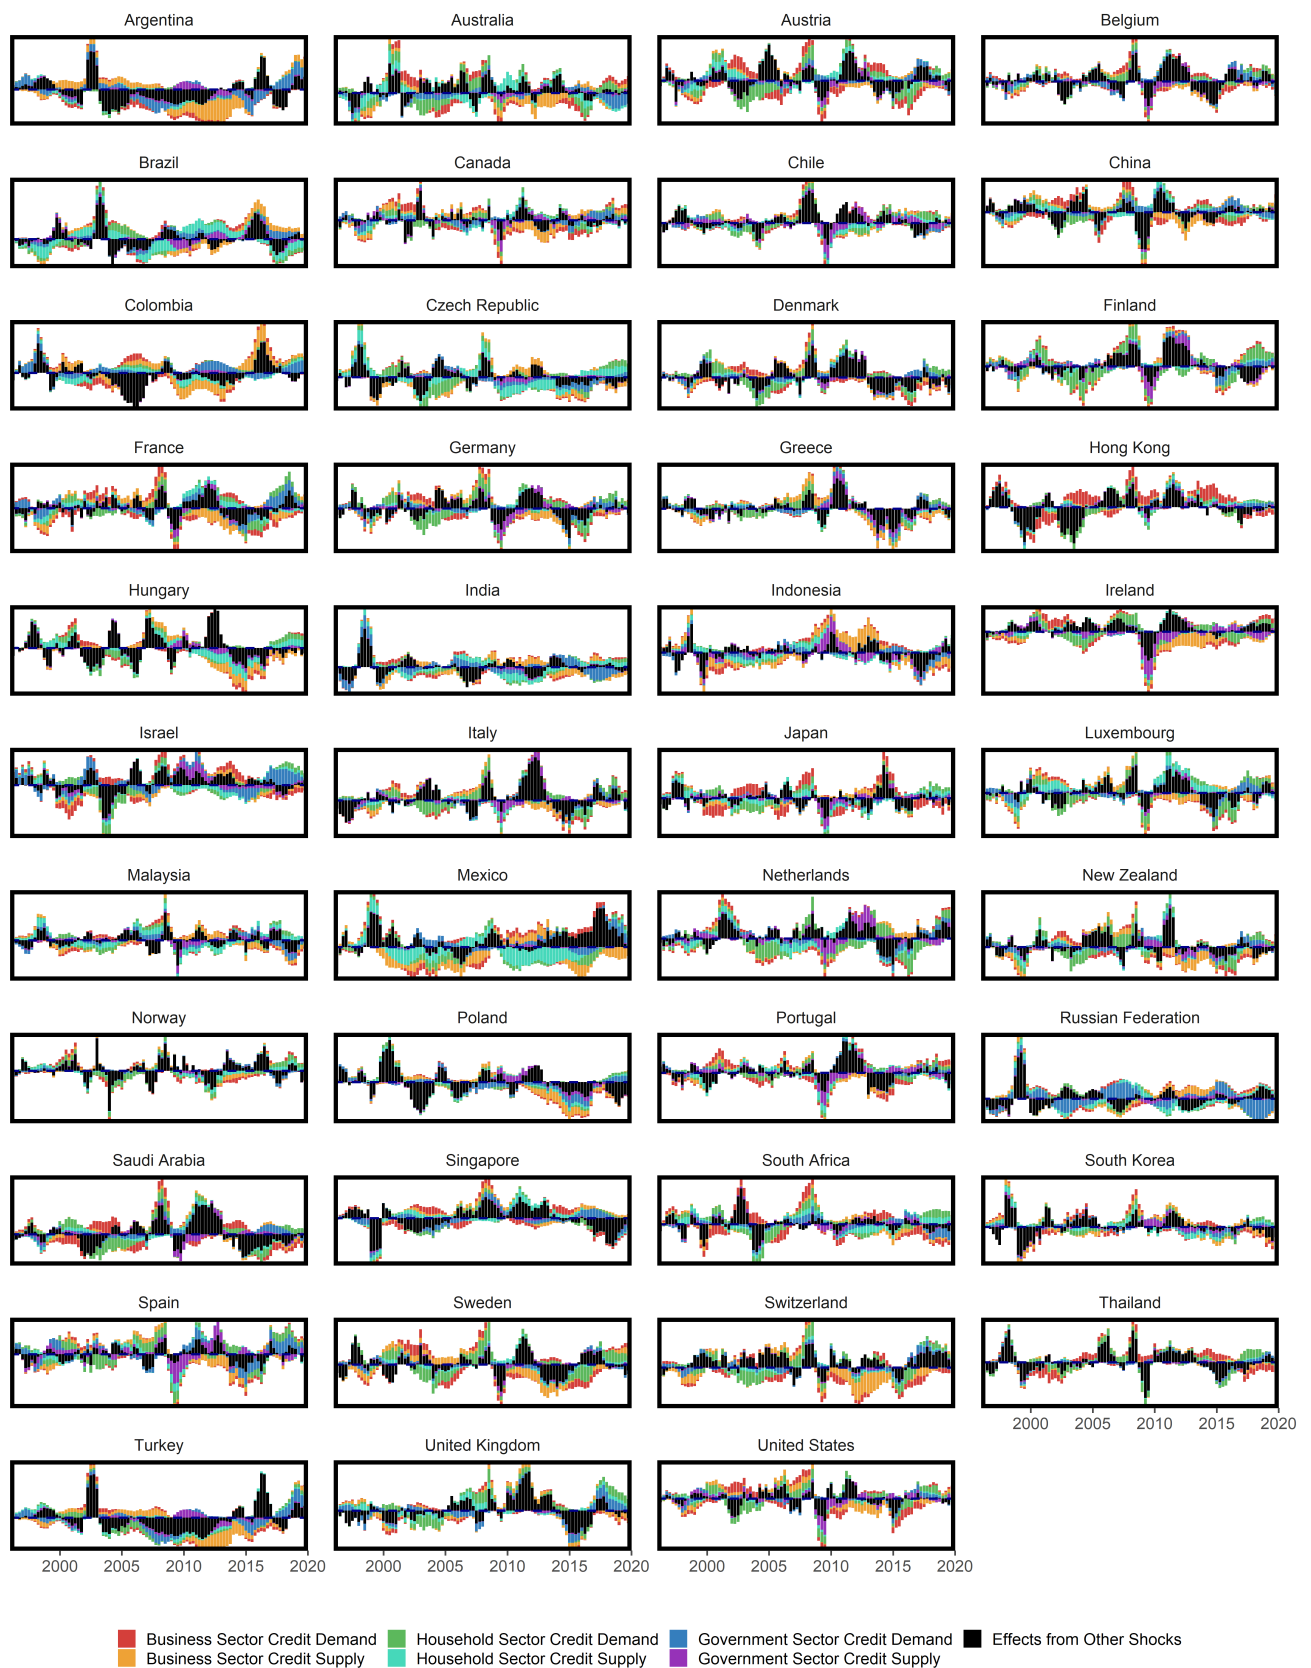 Argentina Australia Austria Belgium
Brazil Canada Chile China
Colombia Czech Republic Denmark Finland
France Germany Greece Hong Kong
Hungary India Indonesia Ireland
Israel Italy Japan Luxembourg
Malaysia Mexico Netherlands New Zealand
Norway Poland Portugal Russian Federation
Saudi Arabia Singapore South Africa South Korea
Spain Sweden Switzerland Thailand
2000 2005 2010 2015 2020
Turkey United Kingdom United States
2000 2005 2010 2015 2020 2000 2005 2010 2015 2020 2000 2005 2010 2015 2020
Business Sector Credit Demand Household Sector Credit Demand Government Sector Credit Demand Effects from Other Shocks
Business Sector Credit Supply Household Sector Credit Supply Government Sector Credit Supply